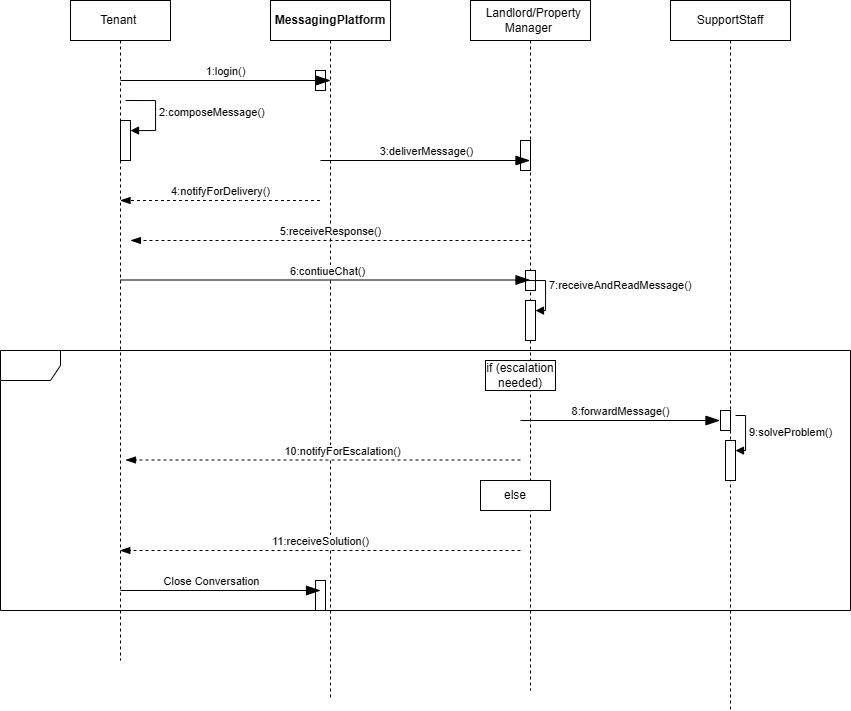 Tenant
MessagingPlatform
Landlord/Property
Manager
SupportStaff
1:login()
2:composeMessage()
3:deliverMessage()
4:notifyForDelivery()
5:receiveResponse()
6:contiueChat()
7:receiveAndReadMessage()
if (escalation
needed)
8:forwardMessage()
9:solveProblem()
10:notifyForEscalation()
else
11:receiveSolution()
Close Conversation